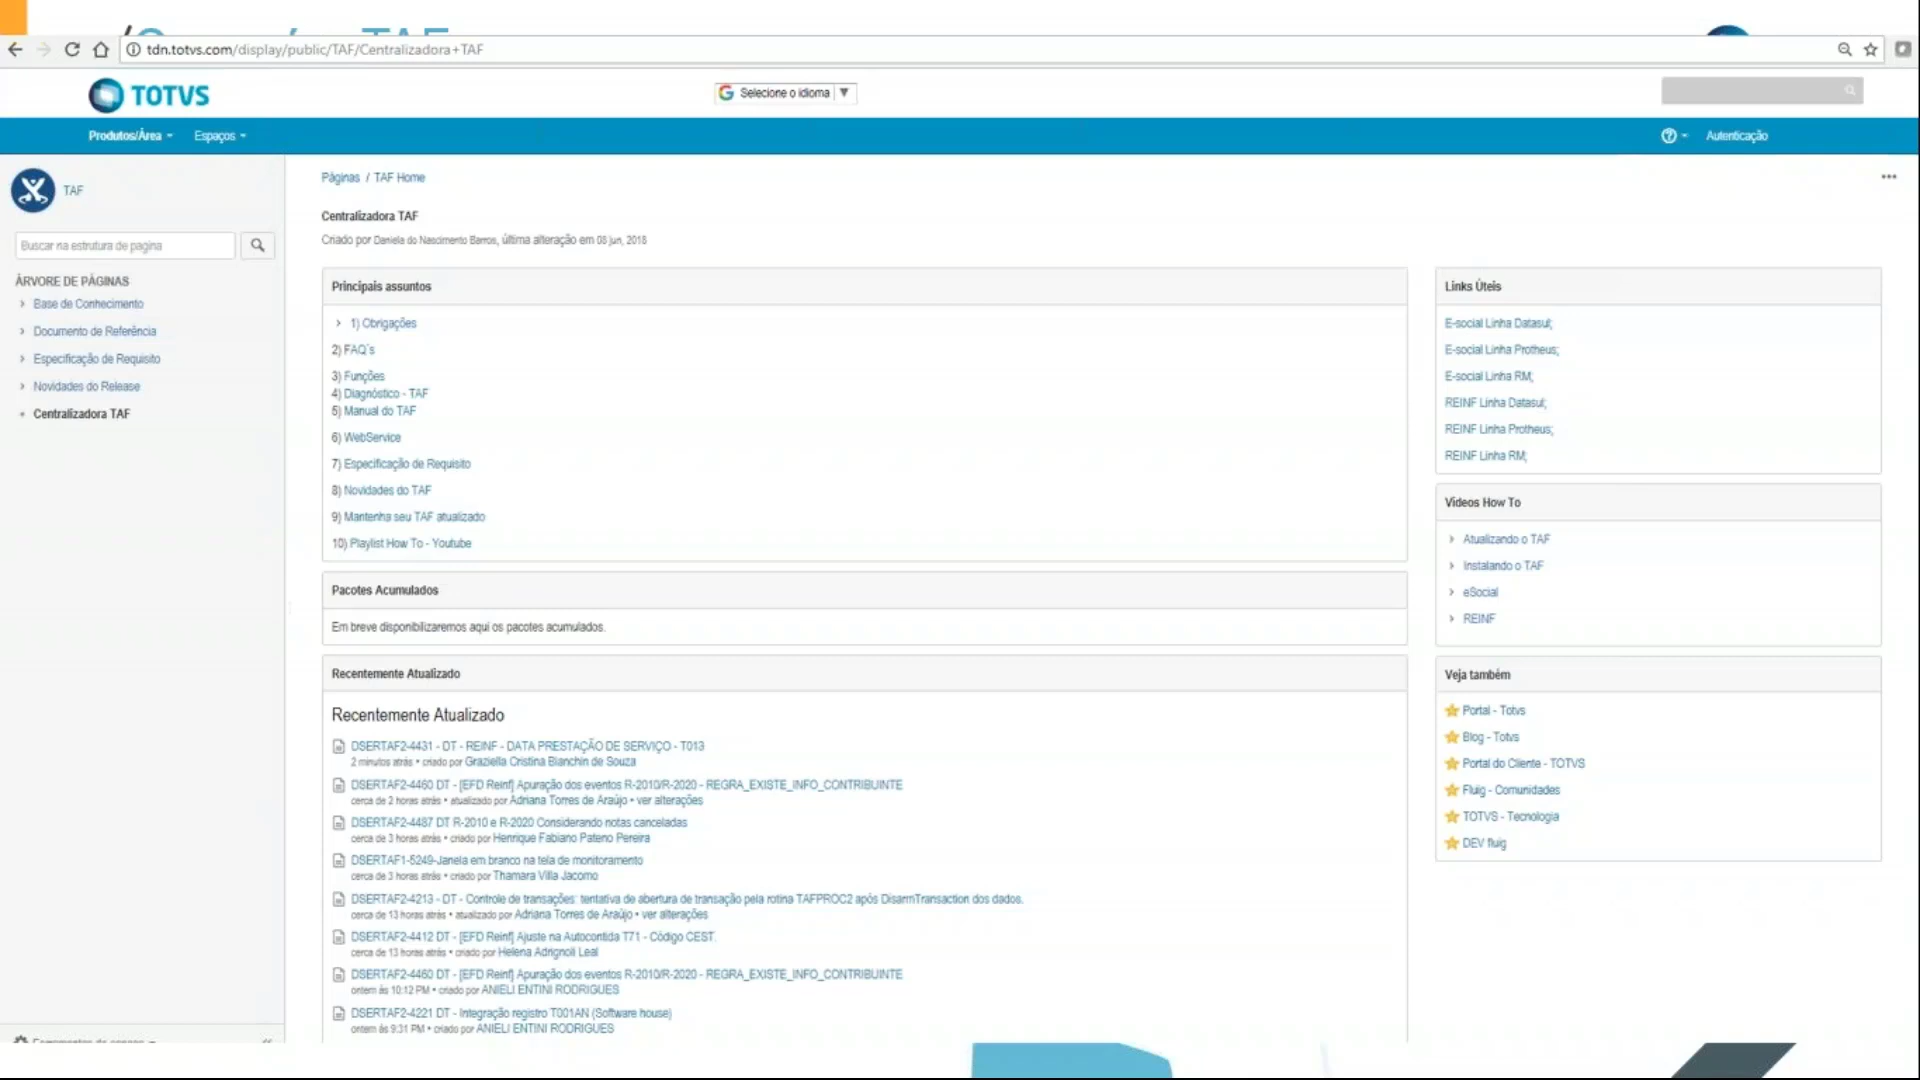 tdn.totvs.com/display/public/TAF/Centralizadora+TAF
TOTVS
Selecione o idioma
Produtos/Área
Espaços
Autenticação
TAF
Buscar na estrutura de pagina
ÁRVORE DE PÁGINAS
Base de Conhecimento
Documento de Referência
Especificação de Requisito
Novidades do Release
Centralizadora TAF
Páginas / TAF Home
Centralizadora TAF
Criado por Daniela do Nascimento Barros, última alteração em 08 jun, 2018
Principais assuntos
1) Obrigações
2) FAQ's
3) Funções
4) Diagnóstico - TAF
5) Manual do TAF
6) WebService
7) Especificação de Requisito
8) Novidades do TAF
9) Mantenha seu TAF atualizado
10) Playlist How To - Youtube
Pacotes Acumulados
Em breve disponibilizaremos aqui os pacotes acumulados.
Recentemente Atualizado
Recentemente Atualizado
DSERTAF2-4431 - DT - REINF - DATA PRESTAÇÃO DE SERVIÇO - T013
2 minutos atrás • criado por Graziella Cristina Bianchin de Souza
DSERTAF2-4460 DT - [EFD Reinf] Apuração dos eventos R-2010/R-2020 - REGRA_EXISTE_INFO_CONTRIBUINTE
cerca de 2 horas atrás • atualizado por Adriana Torres de Araújo • ver alterações
DSERTAF2-4487 DT R-2010 e R-2020 Considerando notas canceladas
cerca de 3 horas atrás • criado por Henrique Fabiano Pateno Pereira
DSERTAF1-5249-Janela em branco na tela de monitoramento
cerca de 3 horas atrás • criado por Thamara Villa Jacomo
DSERTAF2-4213 - DT - Controle de transações: tentativa de abertura de transação pela rotina TAFPROC2 após DisarmTransaction dos dados.
cerca de 13 horas atrás • atualizado por Adriana Torres de Araújo • ver alterações
DSERTAF2-4412 DT - [EFD Reinf] Ajuste na Autocontida T71 - Código CEST.
cerca de 13 horas atrás • criado por Helena Adrignoli Leal
DSERTAF2-4460 DT - [EFD Reinf] Apuração dos eventos R-2010/R-2020 - REGRA_EXISTE_INFO_CONTRIBUINTE
ontem às 10:12 PM • criado por ANIELI ENTINI RODRIGUES
DSERTAF2-4221 DT - Integração registro T001AN (Software house)
ontem às 9:31 PM • criado por ANIELI ENTINI RODRIGUES
Links Úteis
E-social Linha Datasul;
E-social Linha Protheus;
E-social Linha RM;
REINF Linha Datasul;
REINF Linha Protheus;
REINF Linha RM;
Vídeos How To
Atualizando o TAF
Instalando o TAF
eSocial
REINF
Veja também
Portal - Totvs
Blog - Totvs
Portal do Cliente - TOTVS
Fluig - Comunidades
TOTVS - Tecnologia
DEV fluig